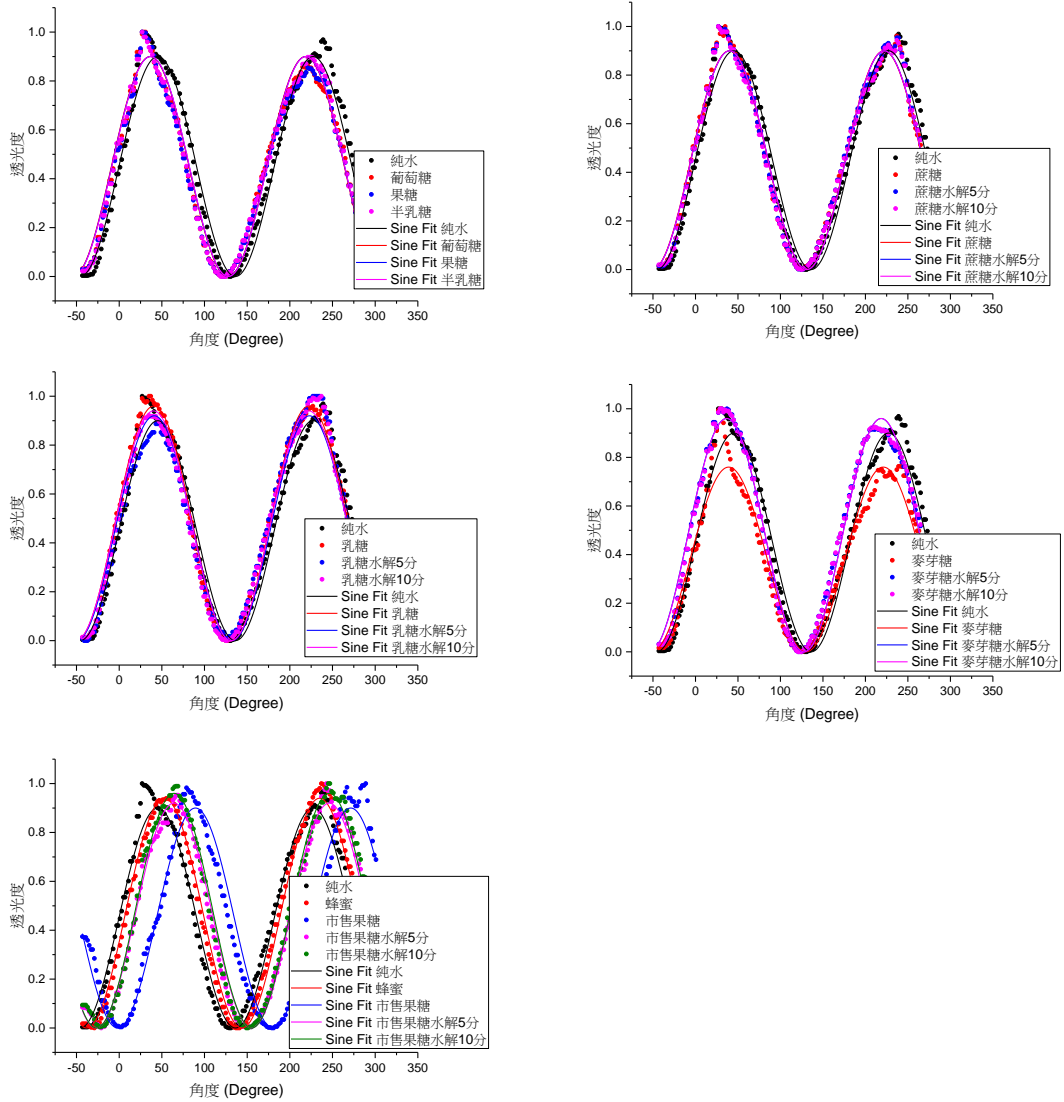 1.0
0.8
0.6
0.4
0.2
0.0
透光度
-50 0 50 100 150 200 250 300 350
角度 (Degree)
純水
葡萄糖
果糖
半乳糖
Sine Fit 純水
Sine Fit 葡萄糖
Sine Fit 果糖
Sine Fit 半乳糖
1.0
0.8
0.6
0.4
0.2
0.0
透光度
-50 0 50 100 150 200 250 300 350
角度 (Degree)
純水
蔗糖
蔗糖水解5分
蔗糖水解10分
Sine Fit 純水
Sine Fit 蔗糖
Sine Fit 蔗糖水解5分
Sine Fit 蔗糖水解10分
1.0
0.8
0.6
0.4
0.2
0.0
透光度
-50 0 50 100 150 200 250 300 350
角度 (Degree)
純水
乳糖
乳糖水解5分
乳糖水解10分
Sine Fit 純水
Sine Fit 乳糖
Sine Fit 乳糖水解5分
Sine Fit 乳糖水解10分
1.0
0.8
0.6
0.4
0.2
0.0
透光度
-50 0 50 100 150 200 250 300 350
角度 (Degree)
純水
麥芽糖
麥芽糖水解5分
麥芽糖水解10分
Sine Fit 純水
Sine Fit 麥芽糖
Sine Fit 麥芽糖水解5分
Sine Fit 麥芽糖水解10分
1.0
0.8
0.6
0.4
0.2
0.0
透光度
-50 0 50 100 150 200 250 300 350
角度 (Degree)
純水
蜂蜜
市售果糖
市售果糖水解5分
市售果糖水解10分
Sine Fit 純水
Sine Fit 蜂蜜
Sine Fit 市售果糖
Sine Fit 市售果糖水解5分
Sine Fit 市售果糖水解10分